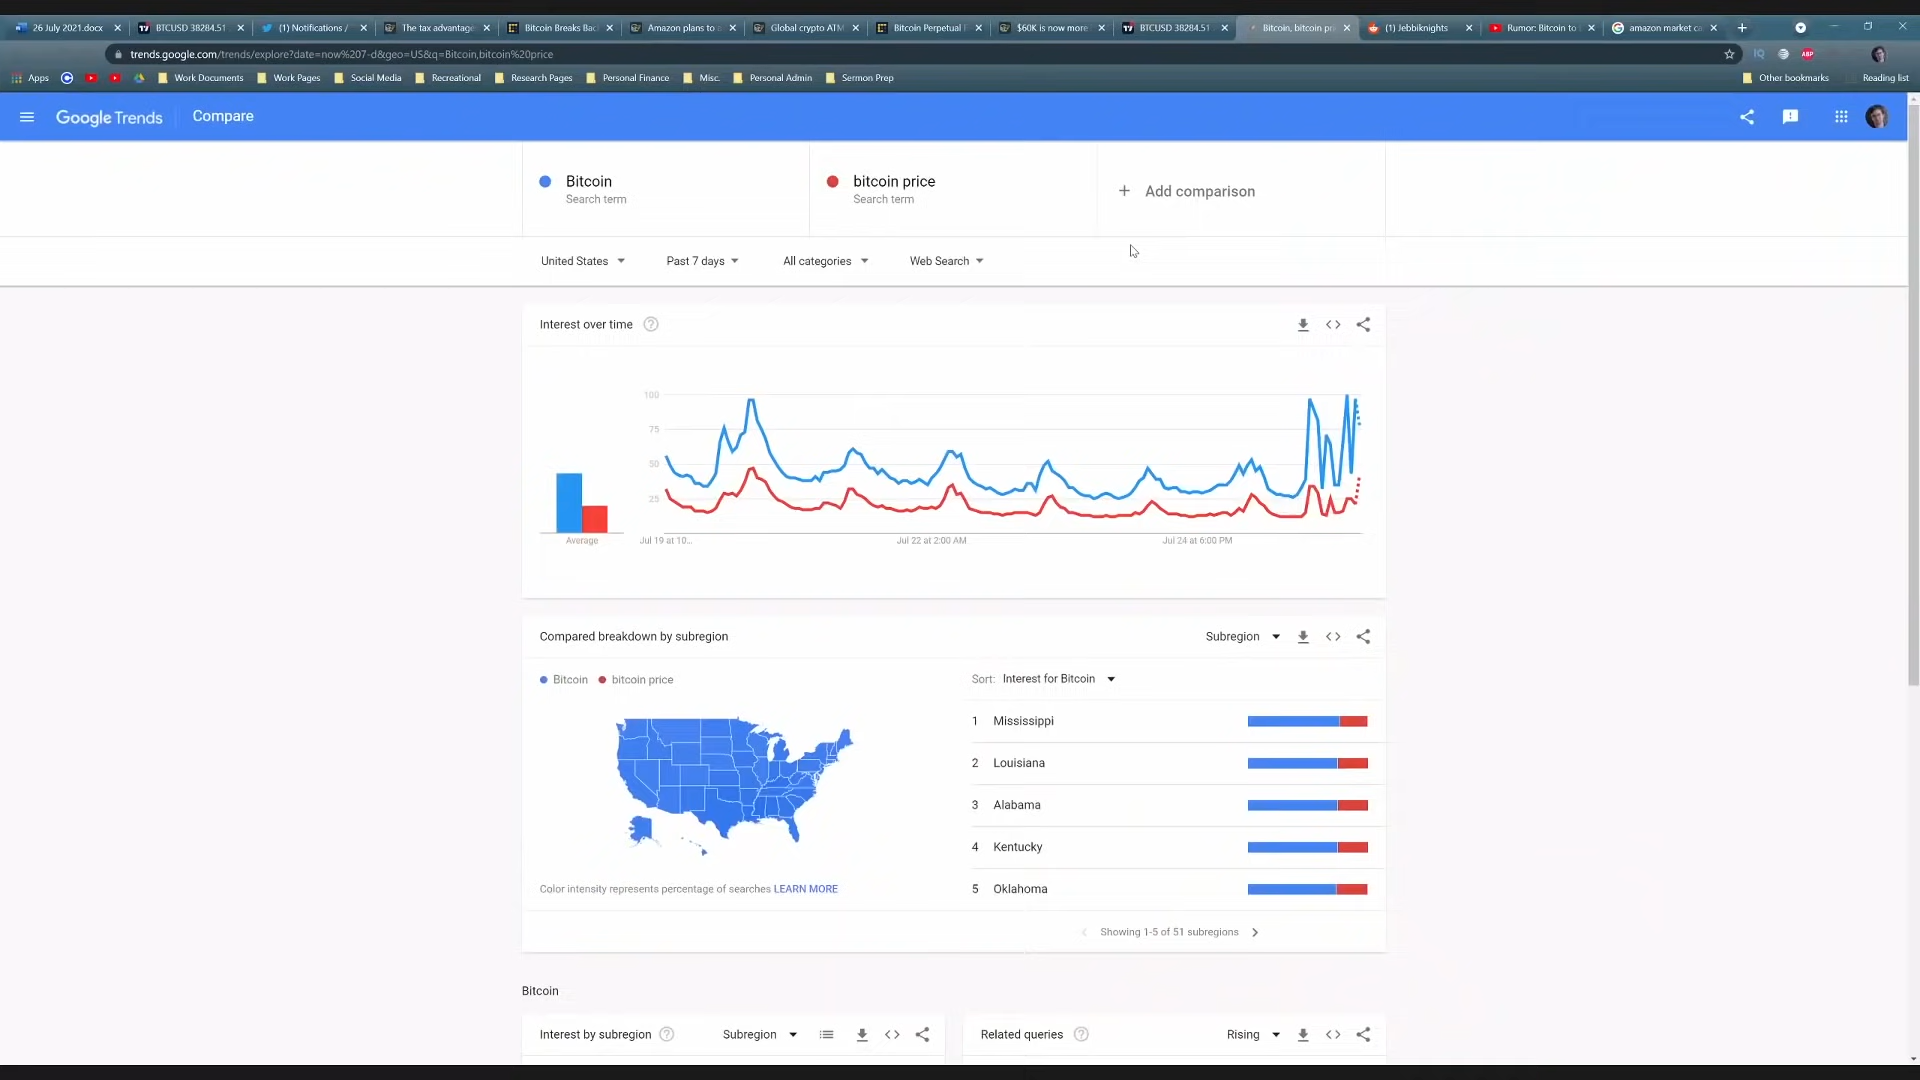 26 July 2021.docx
BTCUSD 38284.51
(1) Notifications /
The tax advantage
Bitcoin Breaks Bac
Amazon plans to
Global crypto ATM
Bitcoin Perpetual
$60K is now more
BTCUSD 38284.51
Bitcoin, bitcoin pri
(1) Jebbiknights
Rumor: Bitcoin to
amazon market ca
trends.google.com/trends/explore?date=now%207-d&geo=US&q=Bitcoin,bitcoin%20price
Apps
Work Documents
Work Pages
Social Media
Recreational
Research Pages
Personal Finance
Misc.
Personal Admin
Sermon Prep
Other bookmarks
Reading list
Google Trends
Compare
Bitcoin
Search term
bitcoin price
Search term
+ Add comparison
United States
Past 7 days
All categories
Web Search
Interest over time
100
75
50
25
Average
Jul 19 at 10...
Jul 22 at 2:00 AM
Jul 24 at 6:00 PM
Compared breakdown by subregion
Subregion
Bitcoin
bitcoin price
Sort: Interest for Bitcoin
1 Mississippi
2 Louisiana
3 Alabama
4 Kentucky
5 Oklahoma
Color intensity represents percentage of searches LEARN MORE
Showing 1-5 of 51 subregions
Bitcoin
Interest by subregion
Subregion
Related queries
Rising